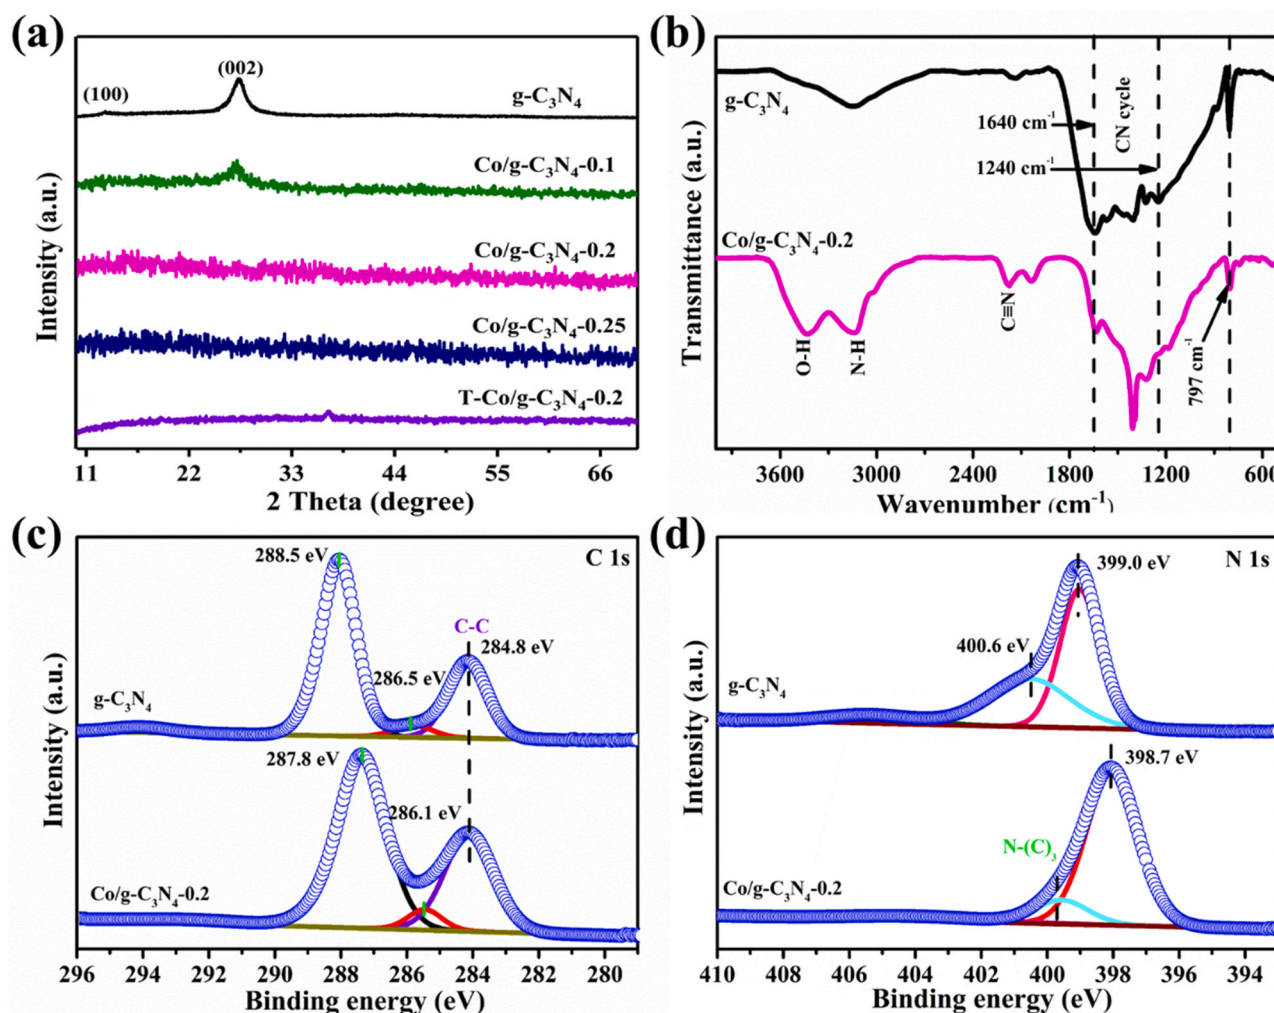 (a)
(100)
(002)
g-C₃N₄
Co/g-C₃N₄-0.1
Co/g-C₃N₄-0.2
Co/g-C₃N₄-0.25
T-Co/g-C₃N₄-0.2
Intensity (a.u.)
11 22 33 44 55 66
2 Theta (degree)
(b)
g-C₃N₄
1640 cm⁻¹
CN cycle
1240 cm⁻¹
Co/g-C₃N₄-0.2
O-H
N-H
C≡N
797 cm⁻¹
Transmittance (a.u.)
3600 3000 2400 1800 1200 600
Wavenumber (cm⁻¹)
(c)
C 1s
288.5 eV
C-C
284.8 eV
286.5 eV
g-C₃N₄
287.8 eV
286.1 eV
Co/g-C₃N₄-0.2
Intensity (a.u.)
296 294 292 290 288 286 284 282 280
Binding energy (eV)
(d)
N 1s
399.0 eV
400.6 eV
g-C₃N₄
398.7 eV
N-(C)₃
Co/g-C₃N₄-0.2
Intensity (a.u.)
410 408 406 404 402 400 398 396 394
Binding energy (eV)